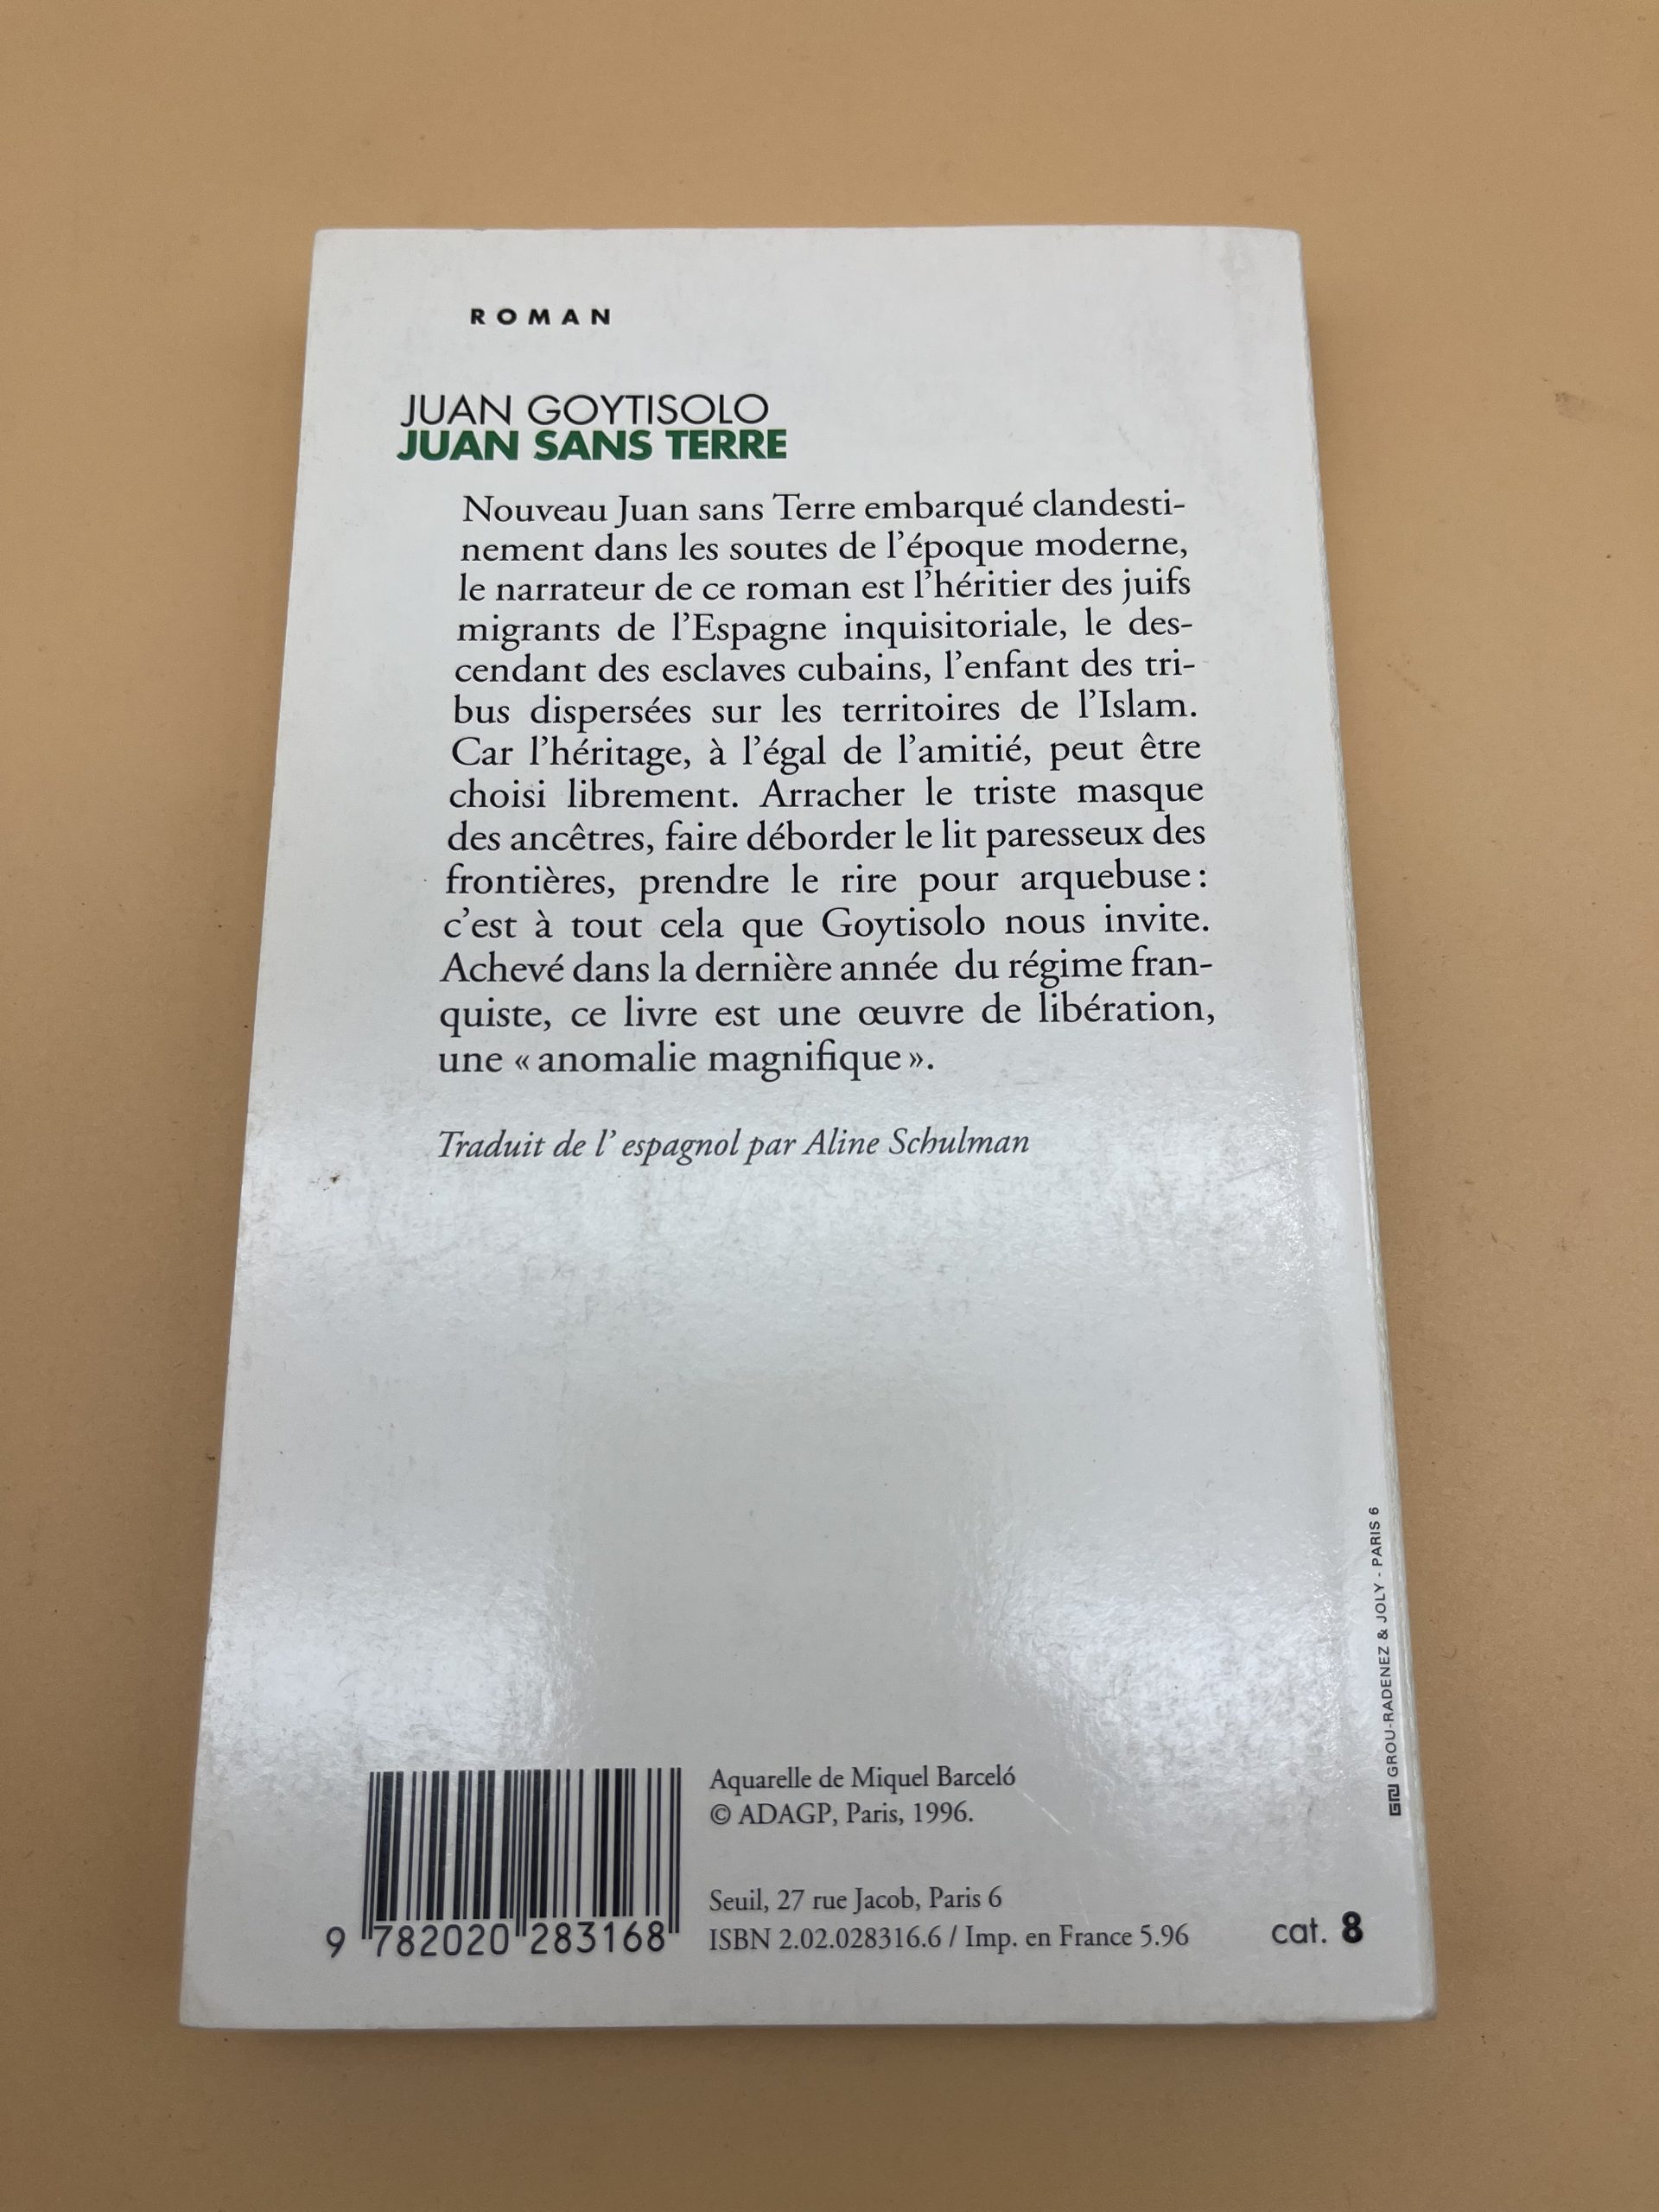 ROMAN
JUAN GOYTISOLO
JUAN SANS TERRE
Nouveau Juan sans Terre embarqué clandesti-
nement dans les soutes de l'époque moderne,
le narrateur de ce roman est l'héritier des juifs
migrants de l'Espagne inquisitoriale, le des-
cendant des esclaves cubains, l'enfant des tri-
bus dispersées sur les territoires de l'Islam.
Car l'héritage, à l'égal de l'amitié, peut être
choisi librement. Arracher le triste masque
des ancêtres, faire déborder le lit paresseux des
frontières, prendre le rire pour arquebuse :
c'est à tout cela que Goytisolo nous invite.
Achevé dans la dernière année du régime fran-
quiste, ce livre est une œuvre de libération,
une « anomalie magnifique ».
Traduit de l' espagnol par Aline Schulman
GROU-RADENEZ & JOLY - PARIS 6
Aquarelle de Miquel Barceló
© ADAGP, Paris, 1996.
Seuil, 27 rue Jacob, Paris 6
ISBN 2.02.028316.6 / Imp. en France 5.96
cat. 8
9 782020 283168